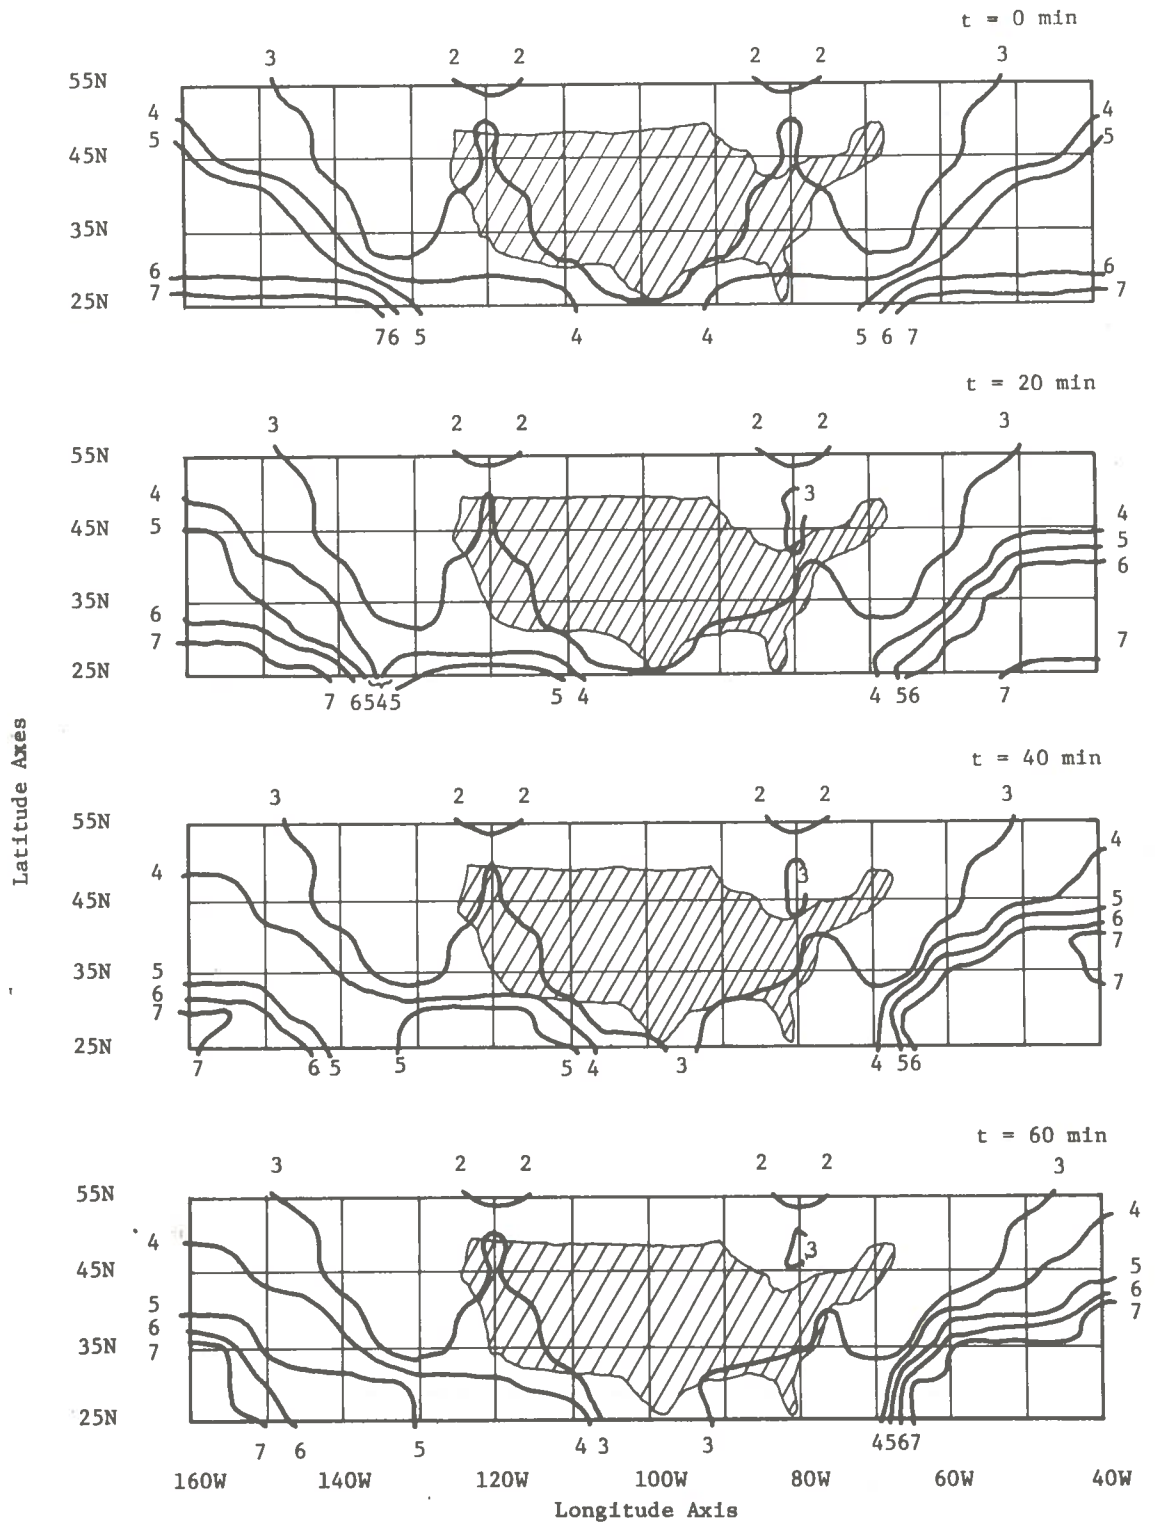 t = 0 min
3 2 2 2 2 3
55N
4 4
5 5
45N
35N
6 6
7 7
25N
76 5 4 4 5 6 7
t = 20 min
3 2 2 2 2 3
55N
4 3 4
5 5
45N
6
35N
6
7 7
25N
7 6545 5 4 4 56 7
t = 40 min
3 2 2 2 2 3
55N
4
4 3
5
45N
6
7
5 35N
6 7
7
25N
7 6 5 5 5 4 3 4 56
t = 60 min
3 2 2 2 2 3
55N
4
4 3
5
45N
6
5 7
6
35N
7
25N
7 6 5 4 3 3 4567
160W 140W 120W 100W 80W 60W 40W
Longitude Axis
Latitude Axes